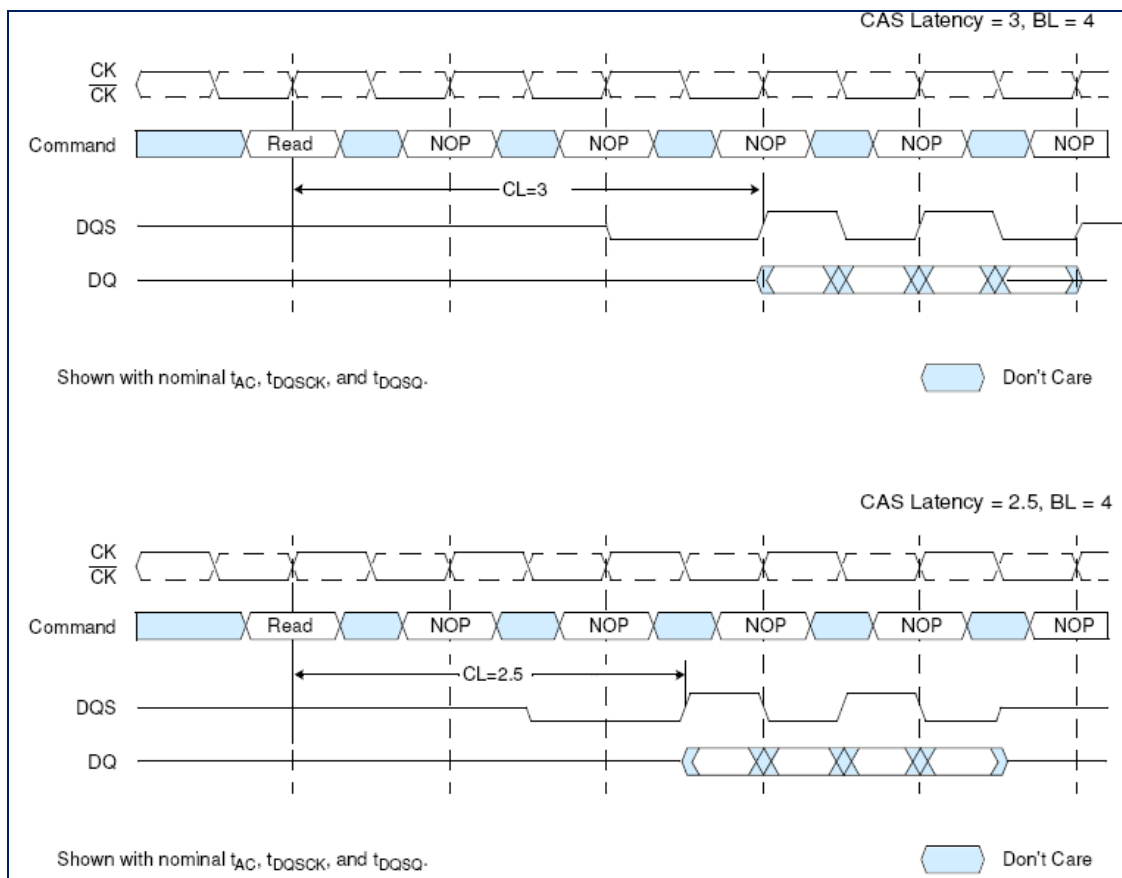 CAS Latency = 3, BL = 4
CK
CK
Command Read NOP NOP NOP NOP NOP
CL=3
DQS
DQ
Shown with nominal tAC, tDQSCK, and tDQSQ. Don't Care
CAS Latency = 2.5, BL = 4
CK
CK
Command Read NOP NOP NOP NOP NOP
CL=2.5
DQS
DQ
Shown with nominal tAC, tDQSCK, and tDQSQ. Don't Care